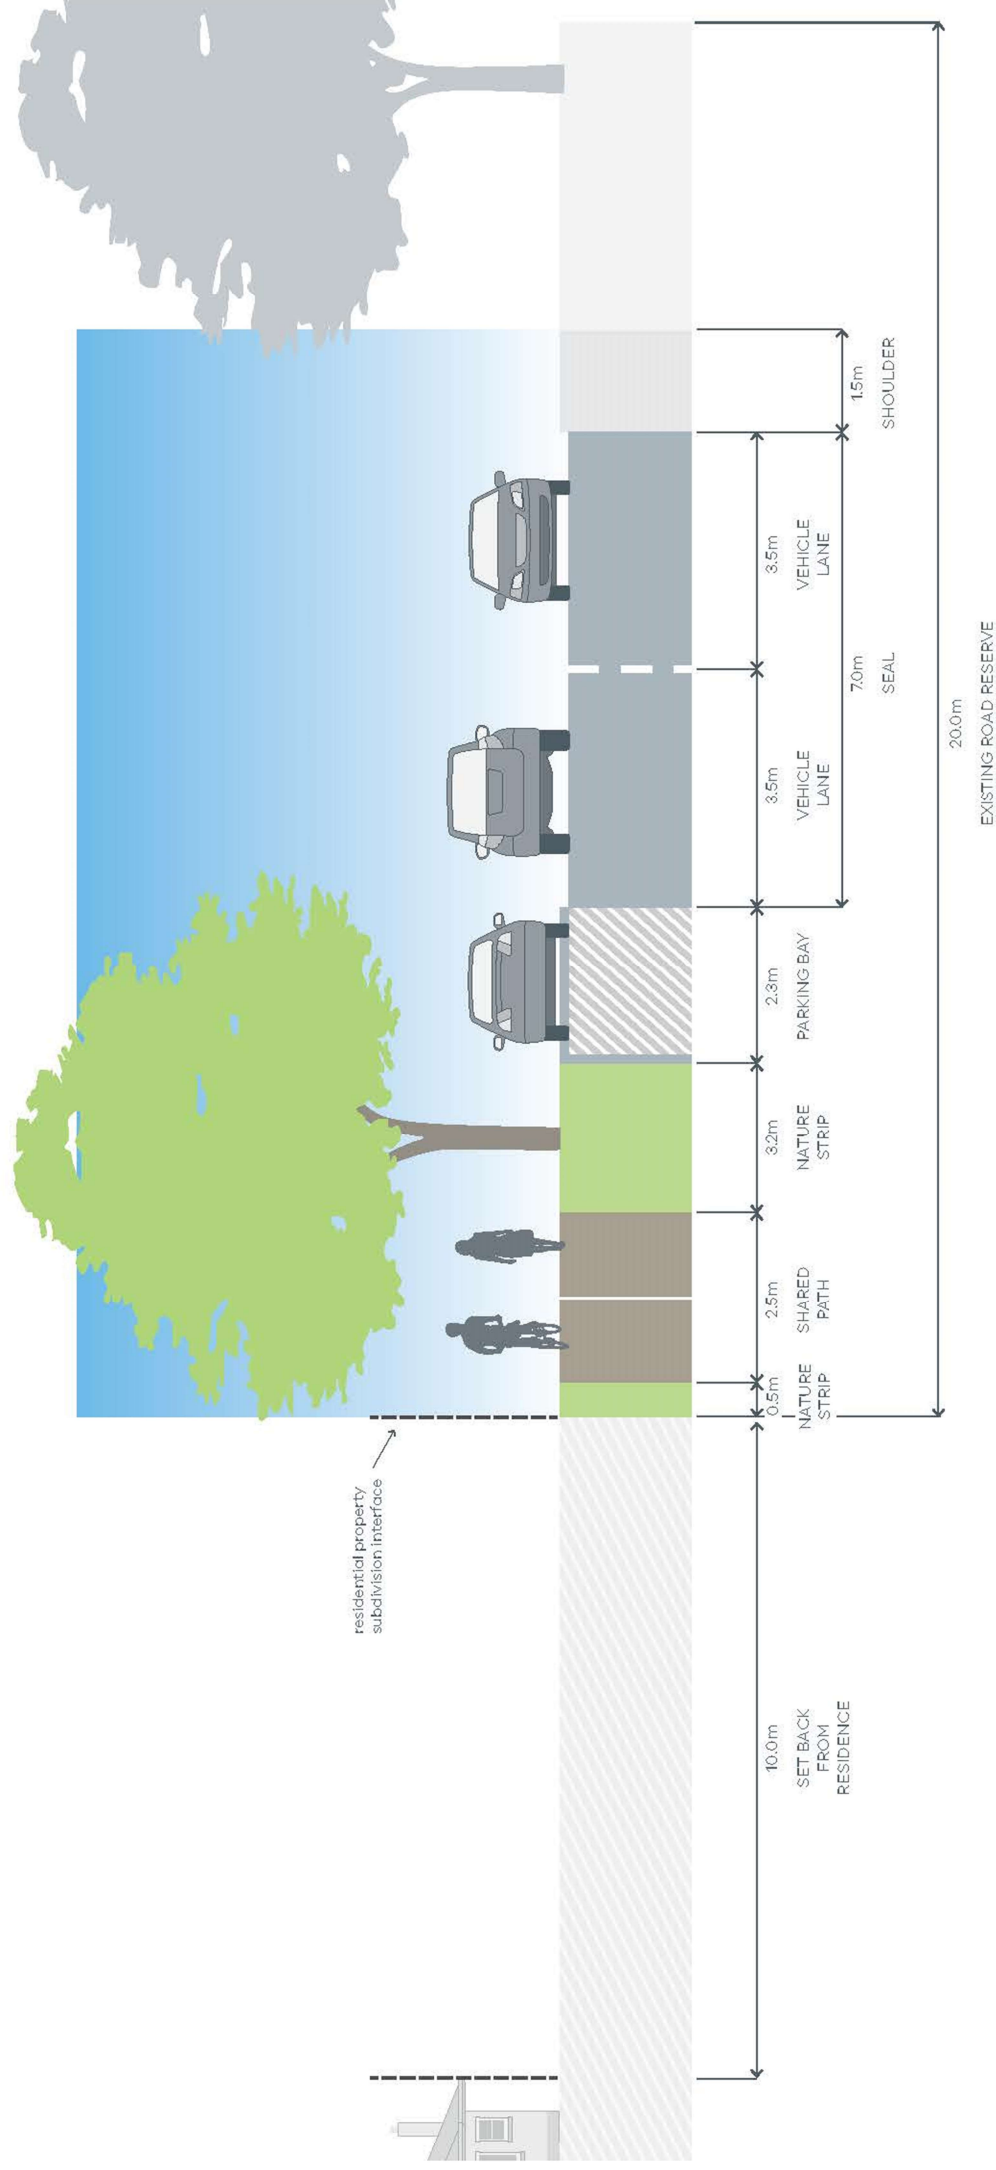 residential property
subdivision interface
10.0m
SET BACK
FROM
RESIDENCE
0.5m
NATURE
STRIP
2.5m
SHARED
PATH
3.2m
NATURE
STRIP
2.3m
PARKING BAY
3.5m
VEHICLE
LANE
3.5m
VEHICLE
LANE
7.0m
SEAL
1.5m
SHOULDER
20.0m
EXISTING ROAD RESERVE